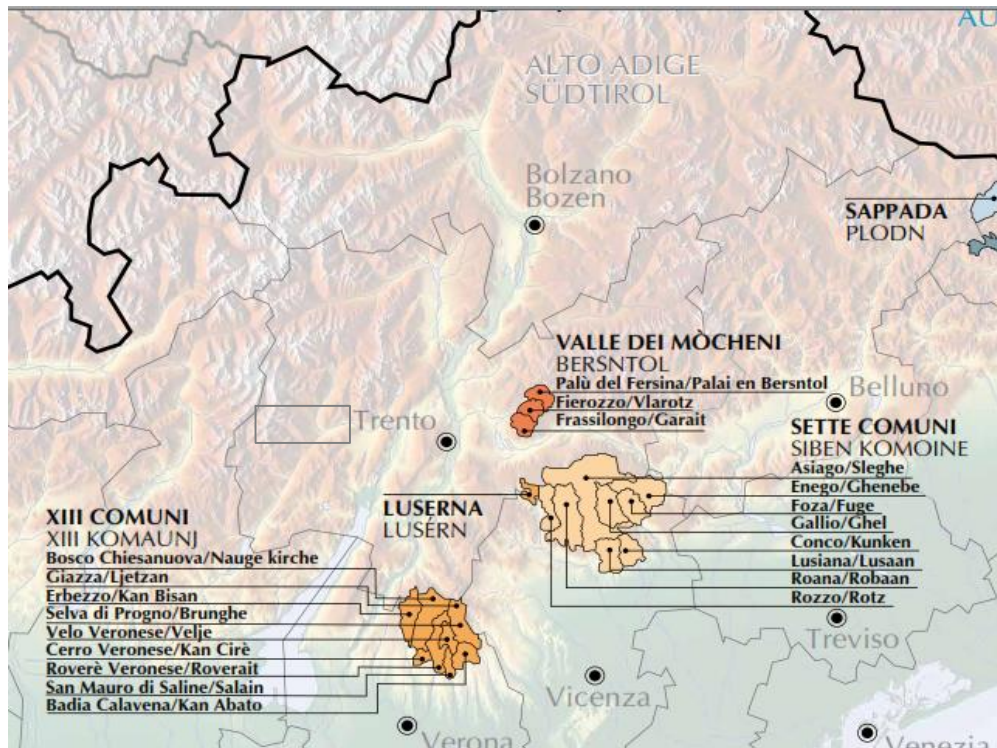 AU
ALTO ADIGE
SÜDTIROL
Bolzano
Bozen
SAPPADA
PLODN
VALLE DEI MÒCHENI
BERSNTOL
Palù del Fersina/Palai en Bersntol
Fierozzo/Vlarotz
Frassilongo/Garait
Belluno
Trento
SETTE COMUNI
SIBEN KOMOINE
Asiago/Sleghe
Enego/Ghenebe
Foza/Fuge
Gallio/Ghel
Conco/Kunken
Lusiana/Lusaan
Roana/Robaan
Rozzo/Rotz
LUSERNA
LUSÉRN
XIII COMUNI
XIII KOMAUNJ
Bosco Chiesanuova/Nauge kirche
Giazza/Ljetzan
Erbezzo/Kan Bisan
Selva di Progno/Brunghe
Velo Veronese/Velje
Cerro Veronese/Kan Cirè
Roverè Veronese/Roverait
San Mauro di Saline/Salain
Badia Calavena/Kan Abato
Treviso
Vicenza
Verona
Venezia